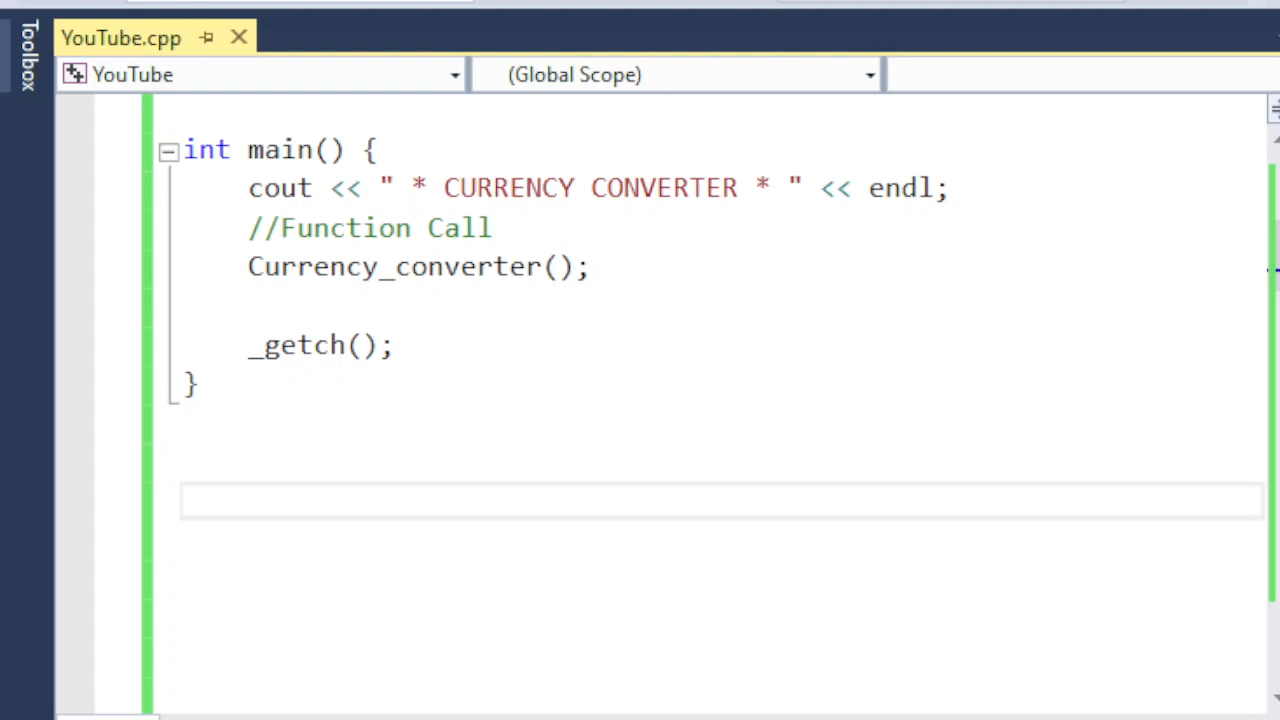 Toolbox
YouTube.cpp
YouTube
(Global Scope)
int main() {
cout << " * CURRENCY CONVERTER * " << endl;
//Function Call
Currency_converter();
_getch();
}